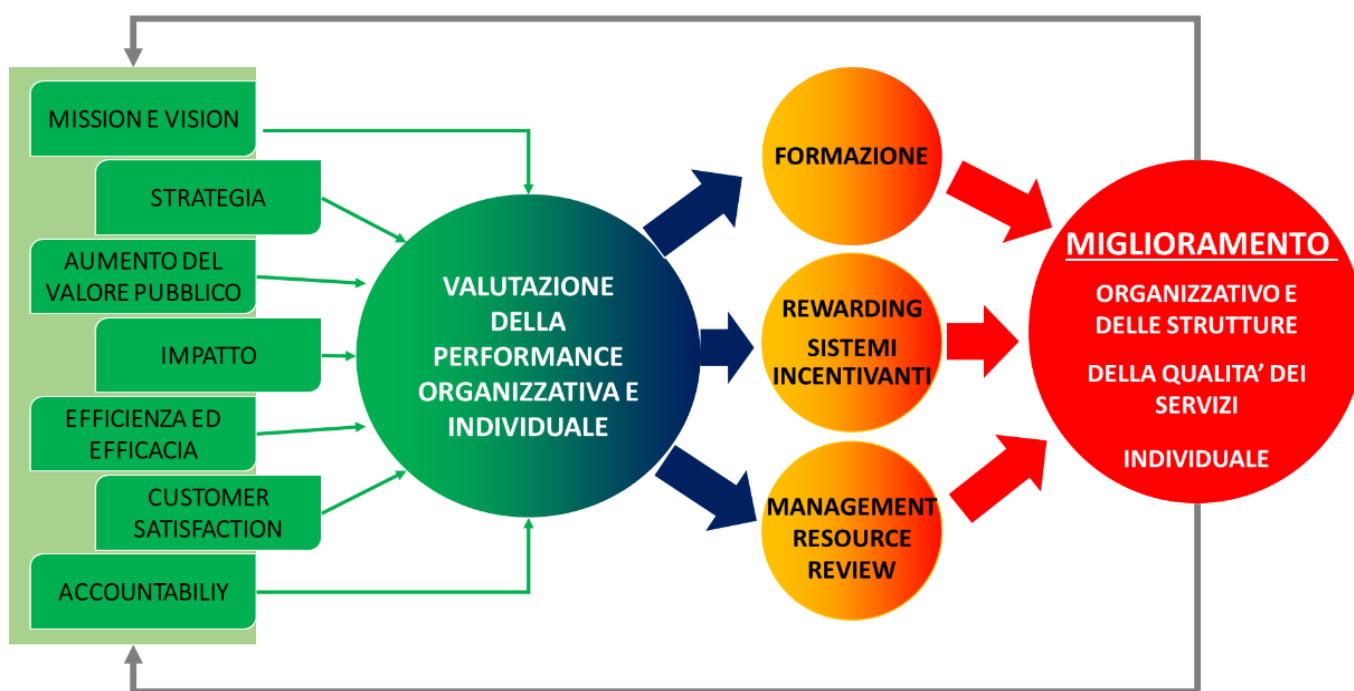 MISSION E VISION
STRATEGIA
AUMENTO DEL
VALORE PUBBLICO
IMPATTO
EFFICIENZA ED
EFFICACIA
CUSTOMER
SATISFACTION
ACCOUNTABILIY
VALUTAZIONE
DELLA
PERFORMANCE
ORGANIZZATIVA E
INDIVIDUALE
FORMAZIONE
REWARDING
SISTEMI
INCENTIVANTI
MANAGEMENT
RESOURCE
REVIEW
MIGLIORAMENTO
ORGANIZZATIVO E
DELLE STRUTTURE
DELLA QUALITA’ DEI
SERVIZI
INDIVIDUALE